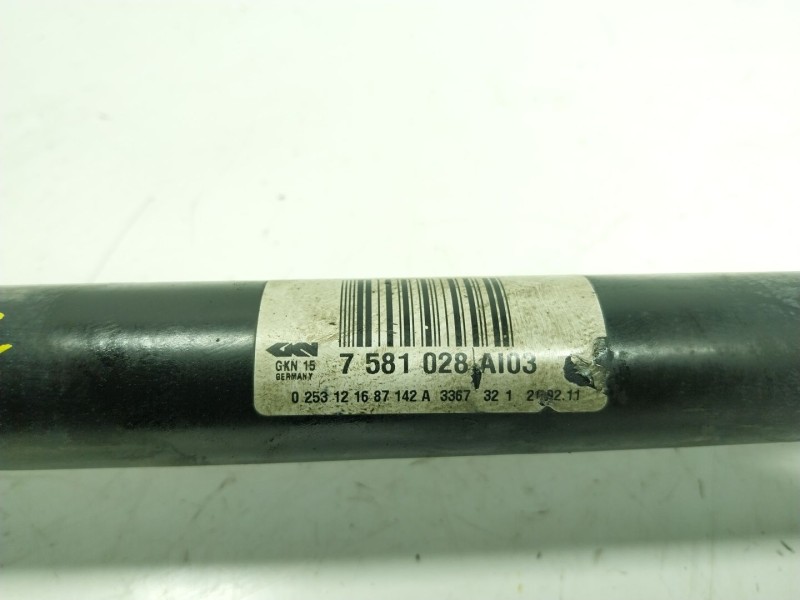 GKN
GKN 15
GERMANY
7 581 028 AI03
0 253 12 16 87 142 A 3367 32 1